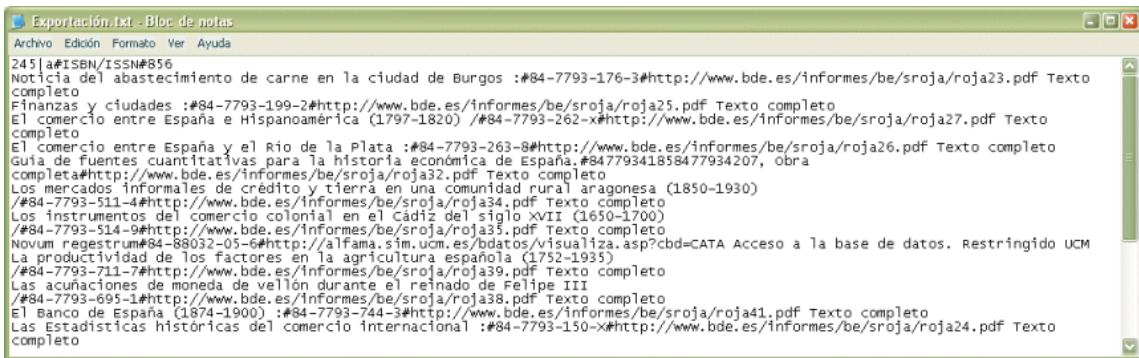 Exportación.txt - Bloc de notas
Archivo Edición Formato Ver Ayuda
245|a#ISBN/ISSN#856
Noticia del abastecimiento de carne en la ciudad de Burgos :#84-7793-176-3#http://www.bde.es/informes/be/sroja/roja23.pdf Texto
completo
Finanzas y ciudades :#84-7793-199-2#http://www.bde.es/informes/be/sroja/roja25.pdf Texto completo
El comercio entre España e Hispanoamérica (1797-1820) /#84-7793-262-x#http://www.bde.es/informes/be/sroja/roja27.pdf Texto
completo
El comercio entre España y el Rio de la Plata :#84-7793-263-8#http://www.bde.es/informes/be/sroja/roja26.pdf Texto completo
Guia de fuentes cuantitativas para la historia económica de España.#84779341858477934207, Obra
completa#http://www.bde.es/informes/be/sroja/roja32.pdf Texto completo
Los mercados informales de crédito y tierra en una comunidad rural aragonesa (1850-1930)
/#84-7793-511-4#http://www.bde.es/informes/be/sroja/roja34.pdf Texto completo
Los instrumentos del comercio colonial en el Cádiz del siglo XVII (1650-1700)
/#84-7793-514-9#http://www.bde.es/informes/be/sroja/roja35.pdf Texto completo
Novum regestrum#84-88032-05-6#http://alfama.sim.ucm.es/bdatos/visualiza.asp?cbd=CATA Acceso a la base de datos. Restringido UCM
La productividad de los factores en la agricultura española (1752-1935)
/#84-7793-711-7#http://www.bde.es/informes/be/sroja/roja39.pdf Texto completo
Las acuñaciones de moneda de vellón durante el reinado de Felipe III
/#84-7793-695-1#http://www.bde.es/informes/be/sroja/roja38.pdf Texto completo
El Banco de España (1874-1900) :#84-7793-744-3#http://www.bde.es/informes/be/sroja/roja41.pdf Texto completo
Las Estadísticas históricas del comercio internacional :#84-7793-150-X#http://www.bde.es/informes/be/sroja/roja24.pdf Texto
completo